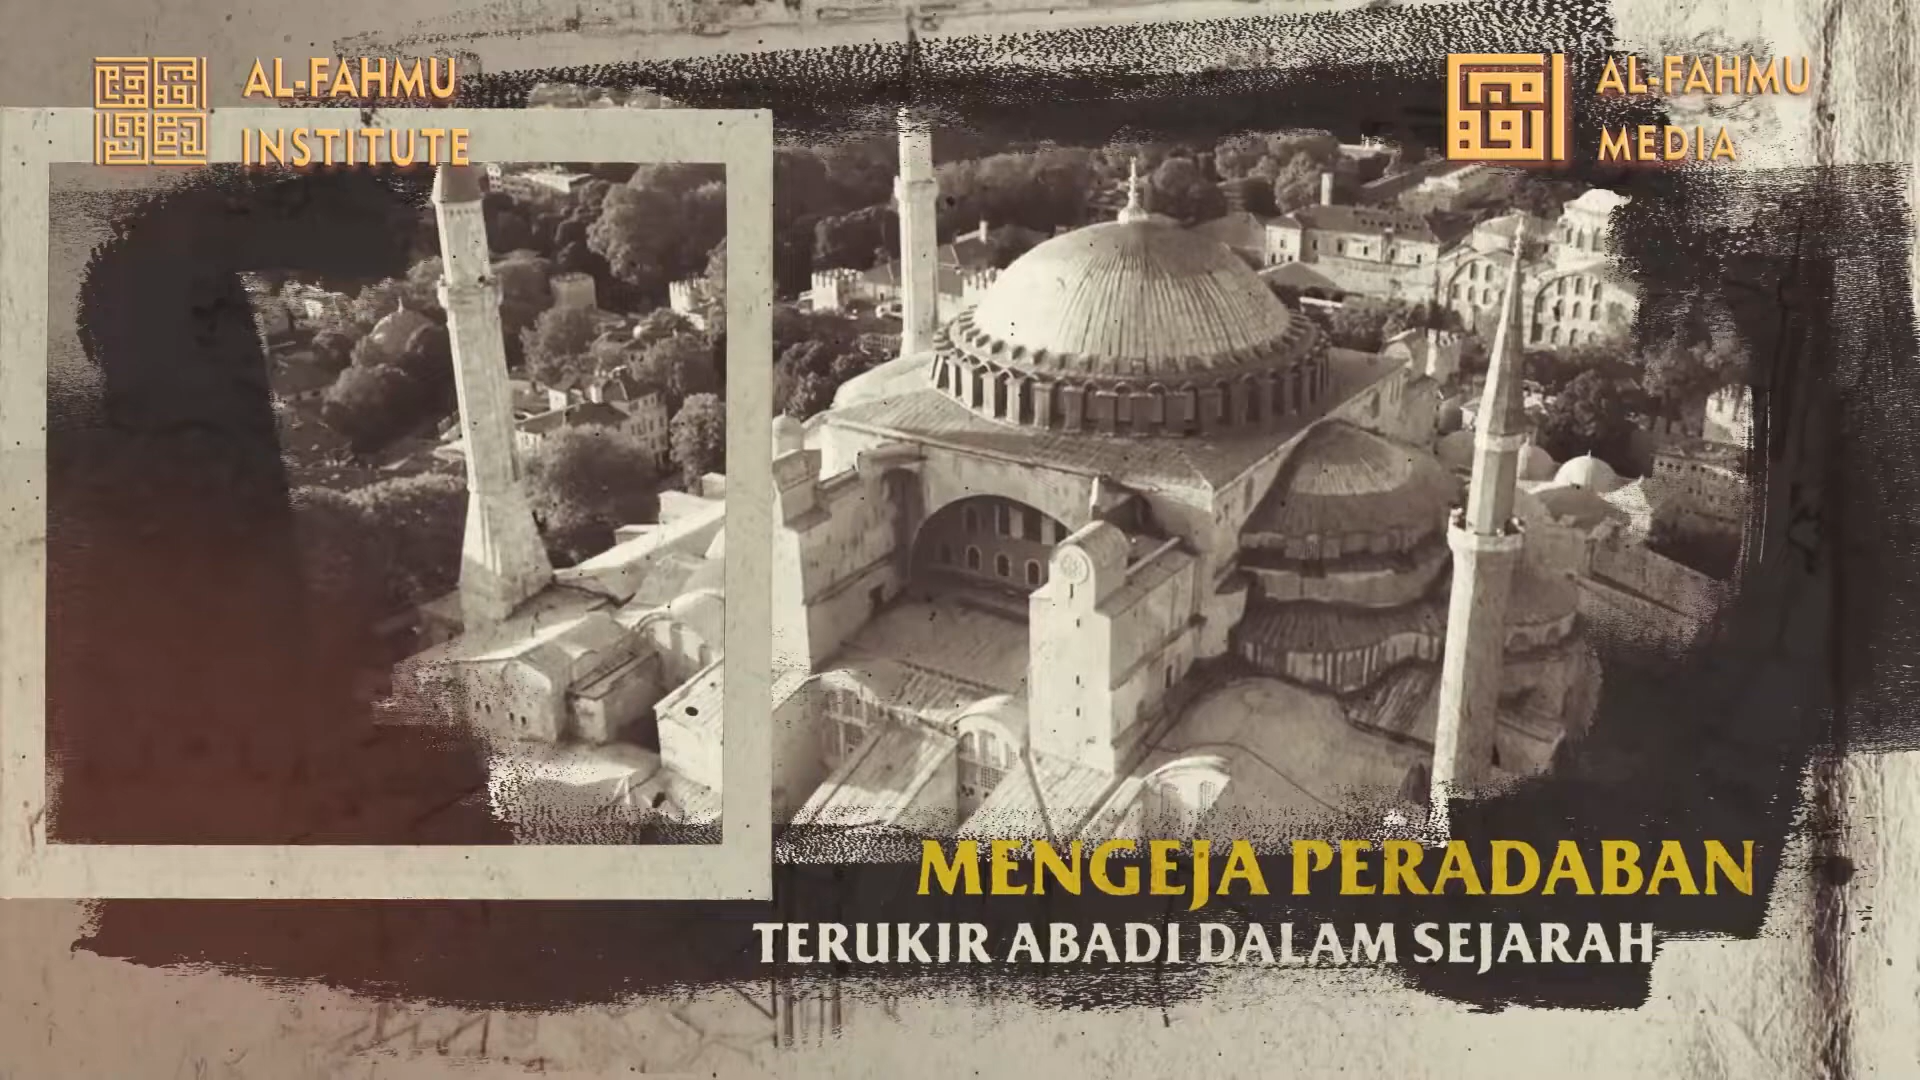 AL-FAHMU
INSTITUTE
AL-FAHMU
MEDIA
MENGEJA PERADABAN
TERUKIR ABADI DALAM SEJARAH